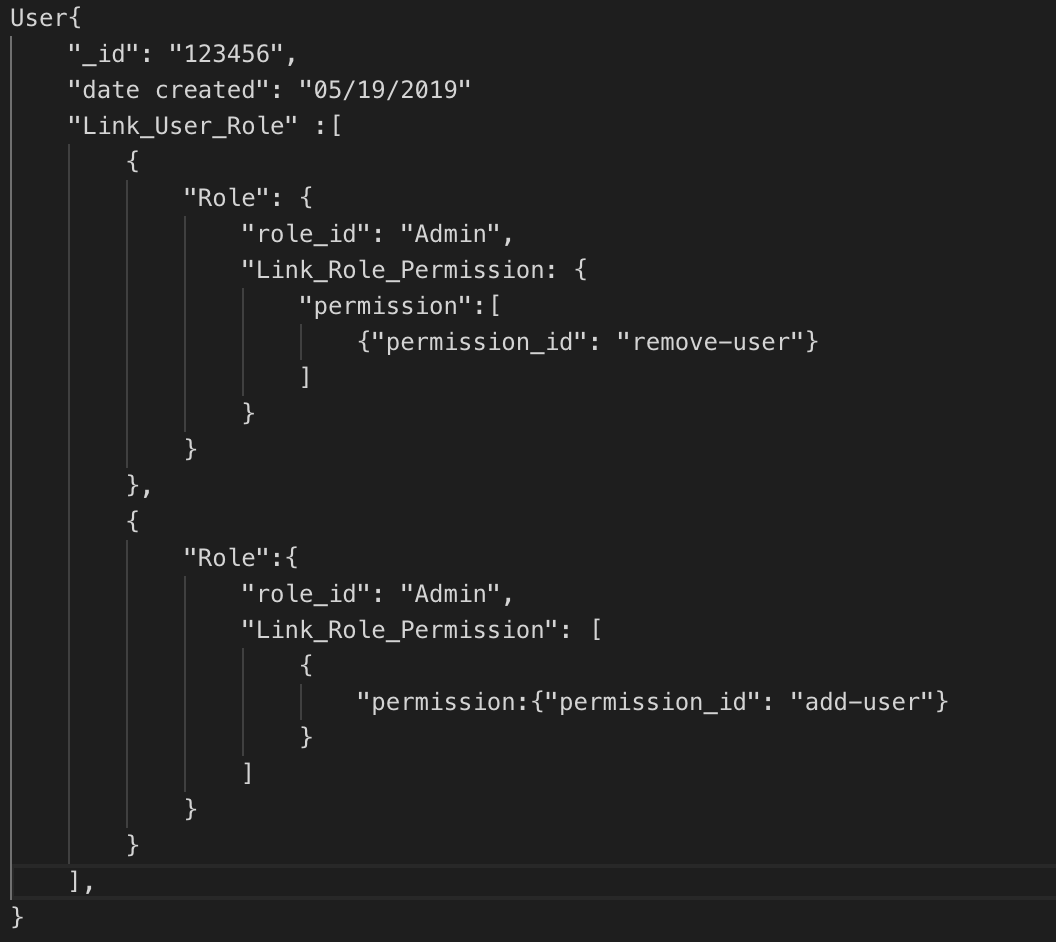 User{
    "_id": "123456",
    "date created": "05/19/2019"
    "Link_User_Role" :[
        {
            "Role": {
                "role_id": "Admin",
                "Link_Role_Permission: {
                    "permission":[
                        {"permission_id": "remove-user"}
                    ]
                }
            }
        },
        {
            "Role":{
                "role_id": "Admin",
                "Link_Role_Permission": [
                    {
                        "permission:{"permission_id": "add-user"}
                    }
                ]
            }
        }
    ],
}